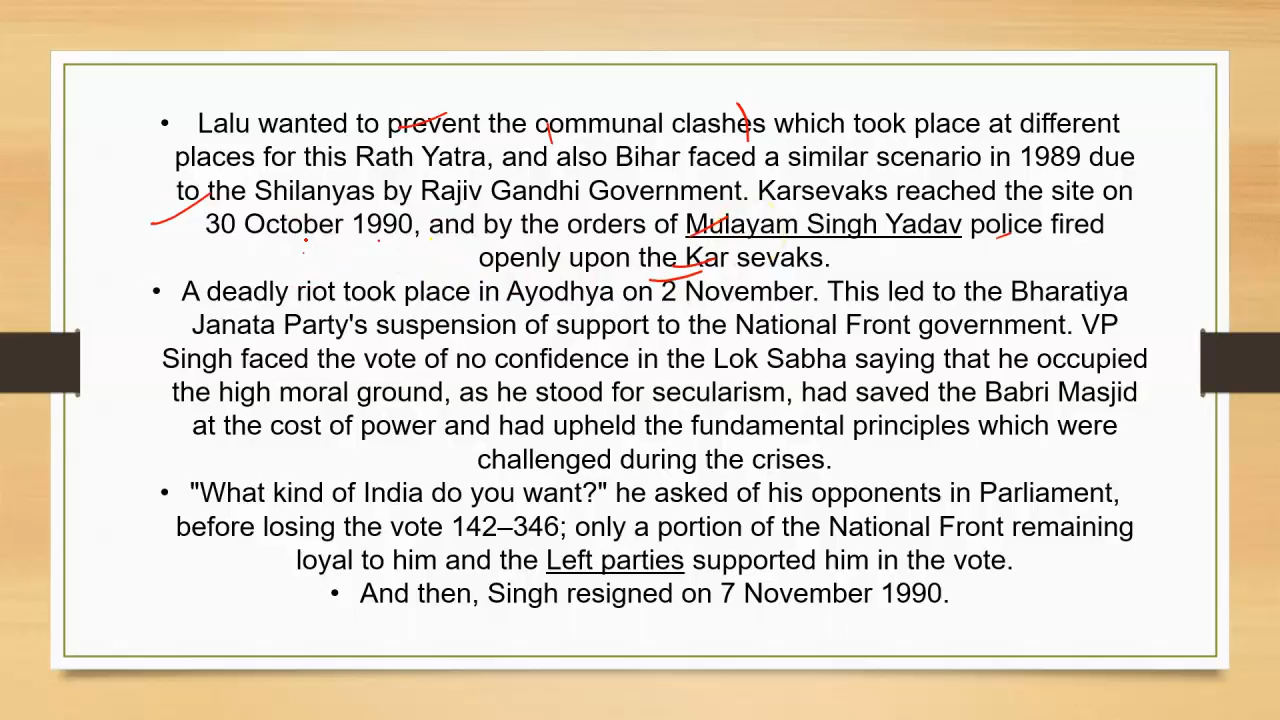 • Lalu wanted to prevent the communal clashes which took place at different
places for this Rath Yatra, and also Bihar faced a similar scenario in 1989 due
to the Shilanyas by Rajiv Gandhi Government. Karsevaks reached the site on
30 October 1990, and by the orders of Mulayam Singh Yadav police fired
openly upon the Kar sevaks.
• A deadly riot took place in Ayodhya on 2 November. This led to the Bharatiya
Janata Party's suspension of support to the National Front government. VP
Singh faced the vote of no confidence in the Lok Sabha saying that he occupied
the high moral ground, as he stood for secularism, had saved the Babri Masjid
at the cost of power and had upheld the fundamental principles which were
challenged during the crises.
• "What kind of India do you want?" he asked of his opponents in Parliament,
before losing the vote 142–346; only a portion of the National Front remaining
loyal to him and the Left parties supported him in the vote.
• And then, Singh resigned on 7 November 1990.